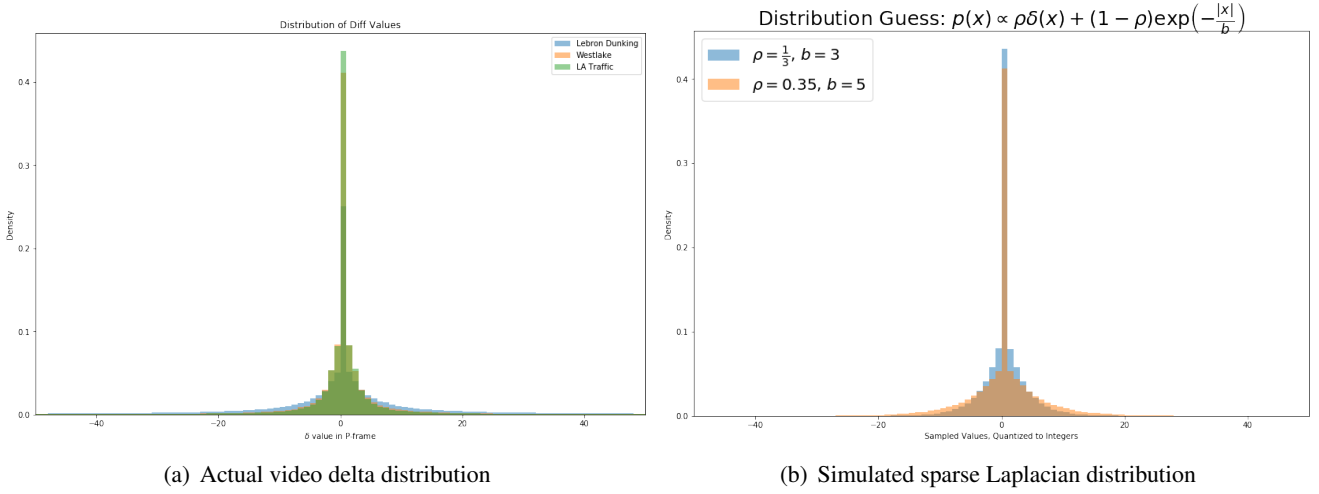 Distribution of Diff Values
Lebron Dunking
Westlake
LA Traffic
Density
0.4
0.3
0.2
0.1
0.0
−40 −20 0 20 40
δ value in P-frame
(a) Actual video delta distribution
Distribution Guess: p(x) ∝ ρδ(x) + (1 − ρ)exp(−|x|/b)
ρ = 1/3, b = 3
ρ = 0.35, b = 5
Density
0.4
0.3
0.2
0.1
0.0
−40 −20 0 20 40
Sampled Values, Quantized to Integers
(b) Simulated sparse Laplacian distribution